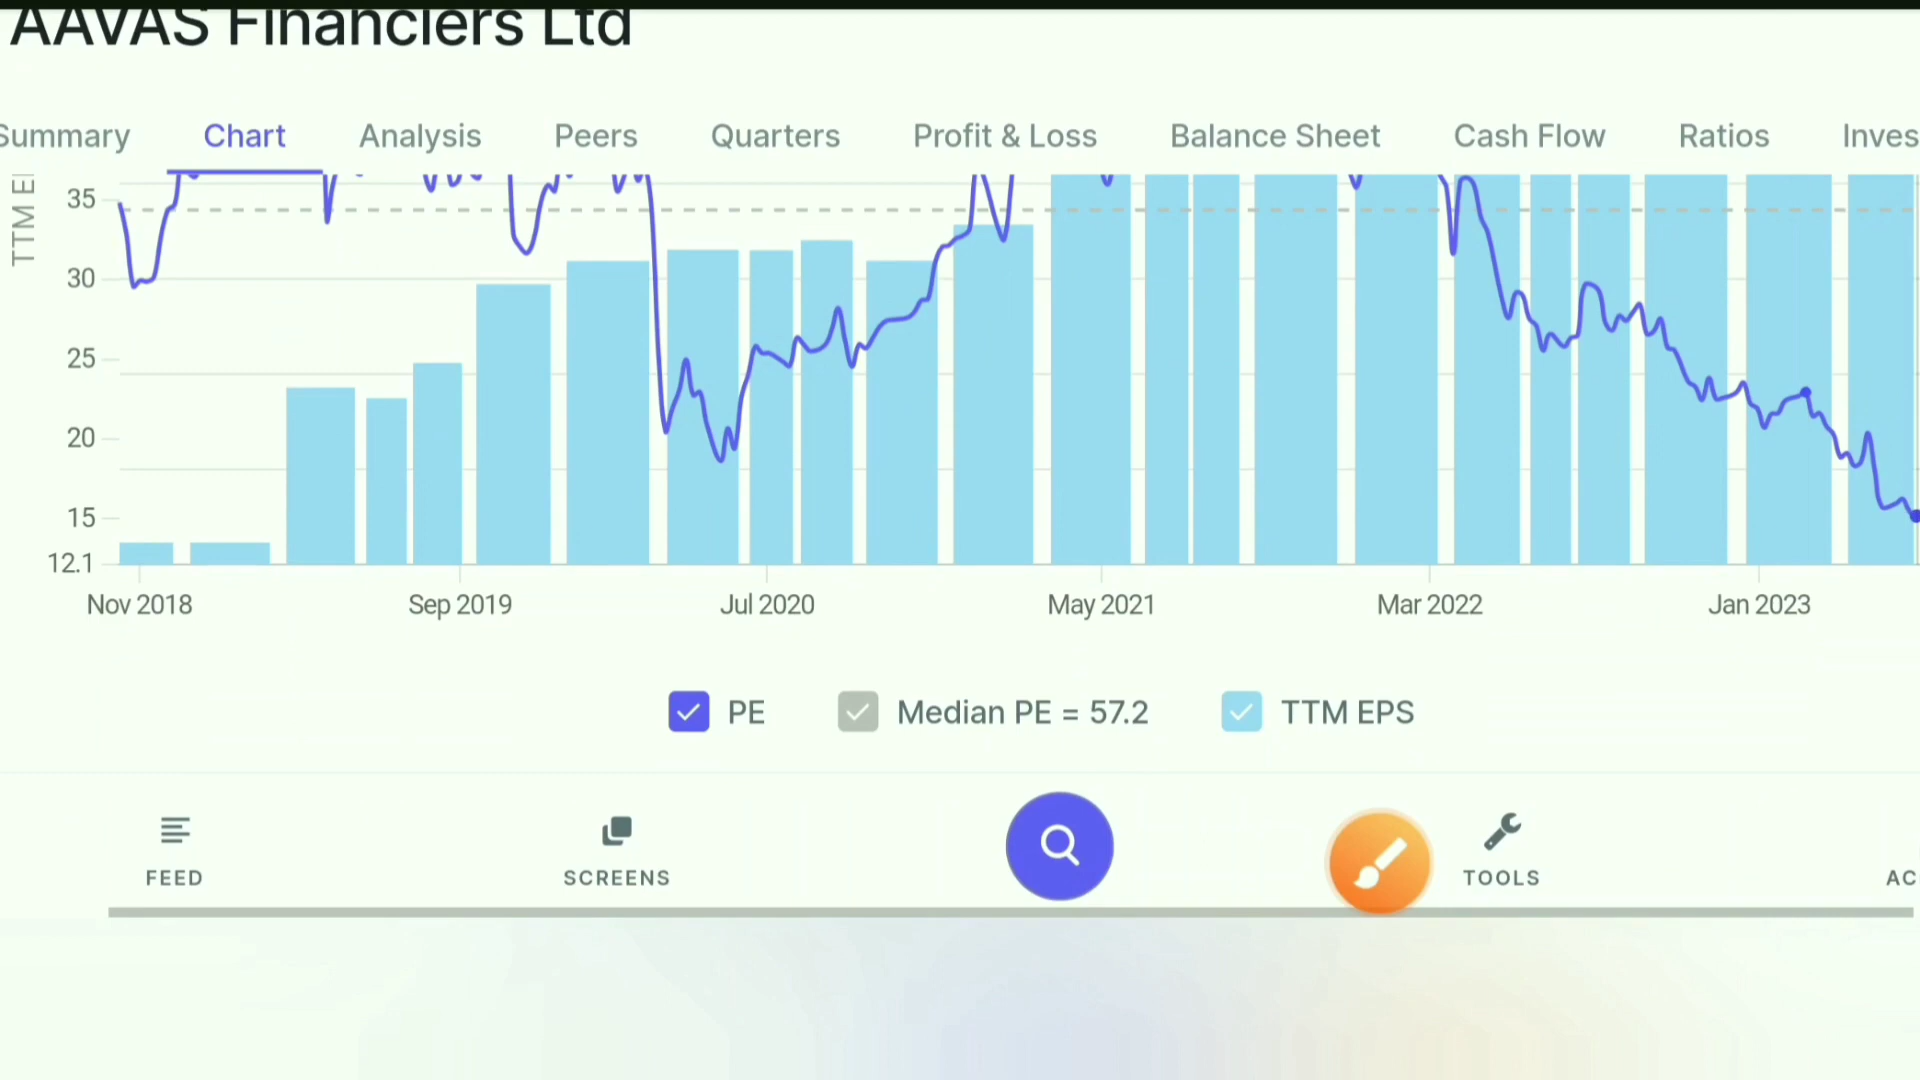 AAVAS Financiers Ltd
Summary Chart Analysis Peers Quarters Profit & Loss Balance Sheet Cash Flow Ratios Inves
TTM E
35
30
25
20
15
12.1
Nov 2018 Sep 2019 Jul 2020 May 2021 Mar 2022 Jan 2023
PE Median PE = 57.2 TTM EPS
FEED SCREENS TOOLS AC